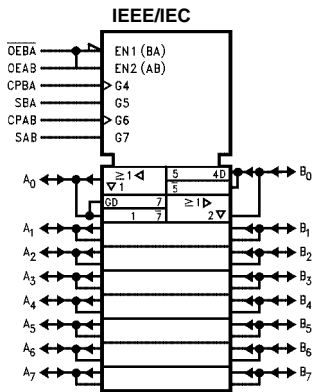 IEEE/IEC
O̅E̅B̅A̅ EN1 (BA)
OEAB EN2 (AB)
CPBA G4
SBA G5
CPAB G6
SAB G7
A₀ ≥1 ◁ 5 4D B₀
▽1 5̅
GD 7 ≥1 ▷
1 7̅ 2▽
A₁ B₁
A₂ B₂
A₃ B₃
A₄ B₄
A₅ B₅
A₆ B₆
A₇ B₇